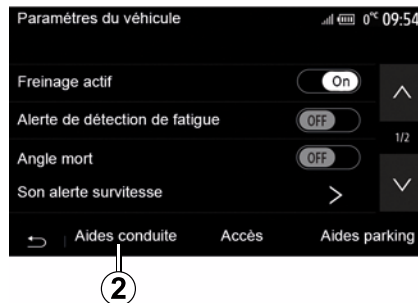 Paramètres du véhicule 0°C 09:54
Freinage actif On
Alerte de détection de fatigue OFF
1/2
Angle mort OFF
Son alerte survitesse
Aides conduite Accès Aides parking
2